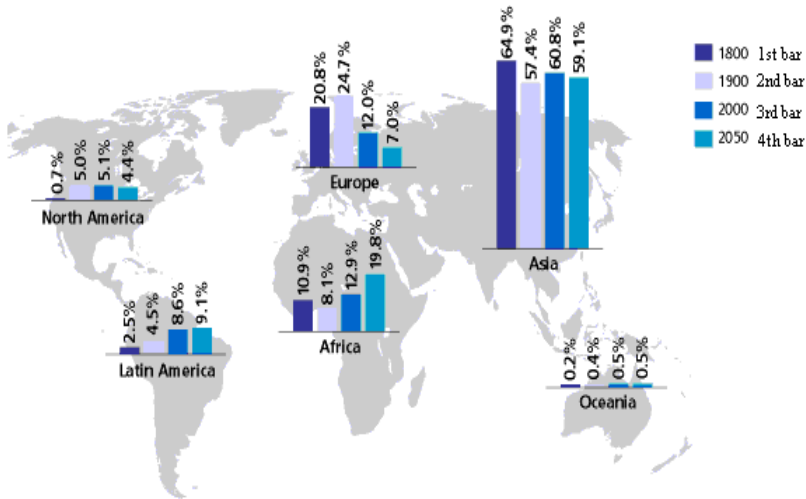 64.9%
57.4%
60.8%
59.1%
Asia
1800 1st bar
1900 2nd bar
2000 3rd bar
2050 4th bar
20.8%
24.7%
12.0%
7.0%
Europe
0.7%
5.0%
5.1%
4.4%
North America
10.9%
8.1%
12.9%
19.8%
Africa
2.5%
4.5%
8.6%
9.1%
Latin America
0.2%
0.4%
0.5%
0.5%
Oceania